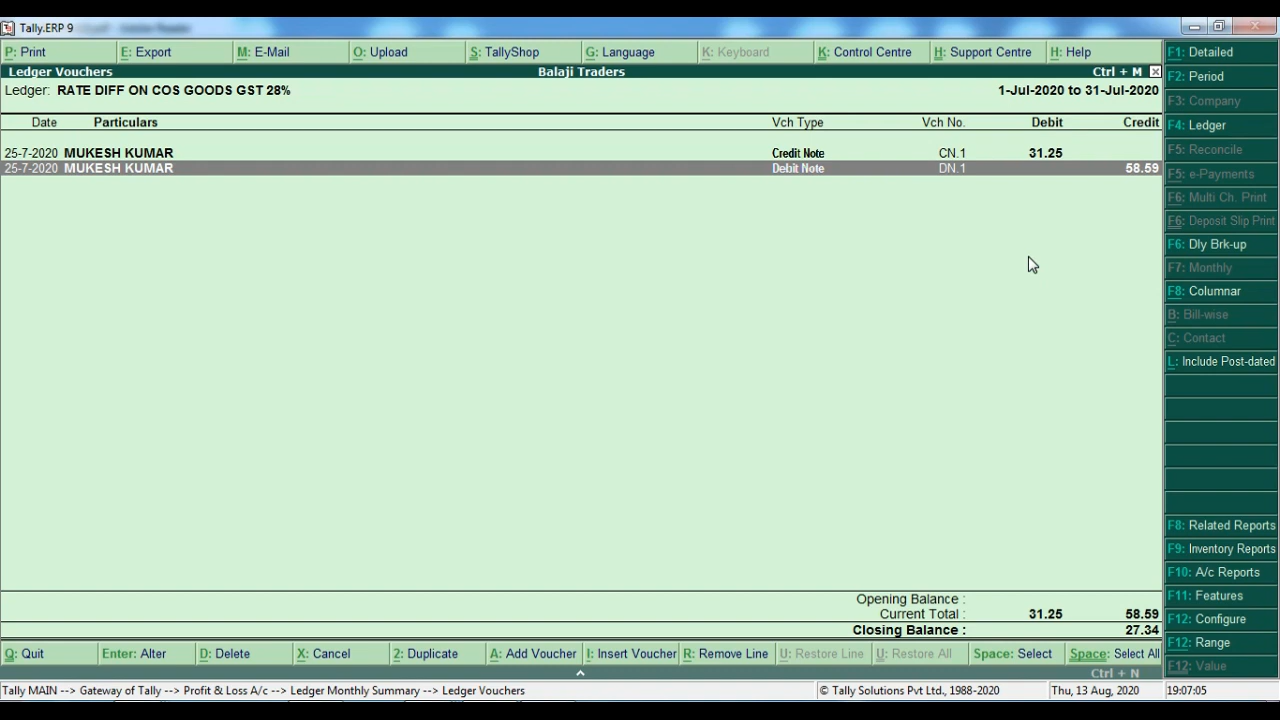 Tally.ERP 9
P: Print E: Export M: E-Mail O: Upload S: TallyShop G: Language K: Keyboard K: Control Centre H: Support Centre H: Help
Ledger Vouchers Balaji Traders Ctrl + M
Ledger: RATE DIFF ON COS GOODS GST 28% 1-Jul-2020 to 31-Jul-2020
Date Particulars Vch Type Vch No. Debit Credit
25-7-2020 MUKESH KUMAR Credit Note CN.1 31.25
25-7-2020 MUKESH KUMAR Debit Note DN.1 58.59
Opening Balance :
Current Total : 31.25 58.59
Closing Balance : 27.34
Q: Quit Enter: Alter D: Delete X: Cancel 2: Duplicate A: Add Voucher I: Insert Voucher R: Remove Line U: Restore Line U: Restore All Space: Select Space: Select All
Ctrl + N
Tally MAIN --> Gateway of Tally --> Profit & Loss A/c --> Ledger Monthly Summary --> Ledger Vouchers © Tally Solutions Pvt Ltd., 1988-2020 Thu, 13 Aug, 2020 19:07:05
F1: Detailed
F2: Period
F3: Company
F4: Ledger
F5: Reconcile
F5: e-Payments
F6: Multi Ch. Print
F6: Deposit Slip Print
F6: Dly Brk-up
F7: Monthly
F8: Columnar
B: Bill-wise
C: Contact
L: Include Post-dated
F8: Related Reports
F9: Inventory Reports
F10: A/c Reports
F11: Features
F12: Configure
F12: Range
F12: Value